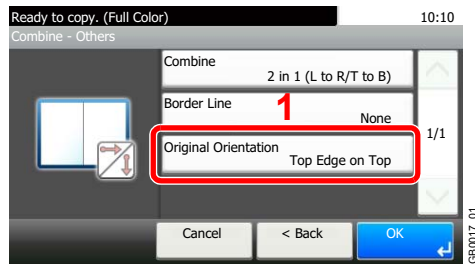 Ready to copy. (Full Color)
10:10
Combine - Others
Combine
2 in 1 (L to R/T to B)
Border Line
1
None
1/1
Original Orientation
Top Edge on Top
Cancel
< Back
OK
GB0017_01